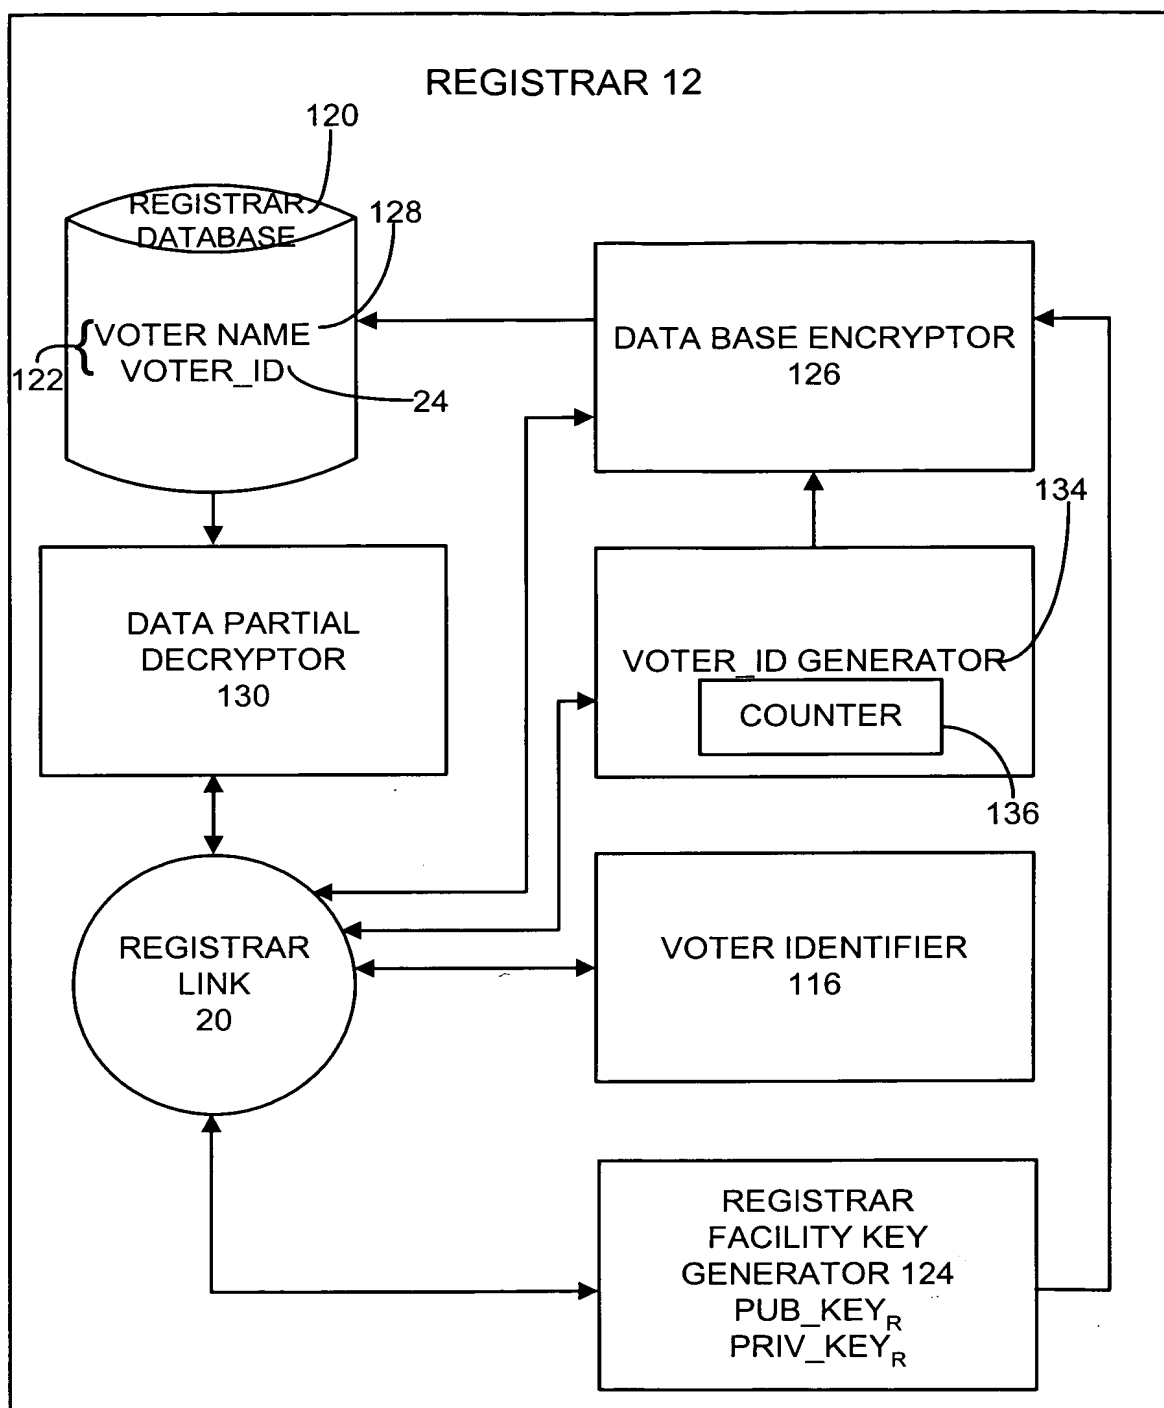 REGISTRAR 12
120
REGISTRAR
DATABASE
128
VOTER NAME
VOTER_ID
122
24
DATA BASE ENCRYPTOR
126
134
DATA PARTIAL
DECRYPTOR
130
VOTER_ID GENERATOR
COUNTER
136
REGISTRAR
LINK
20
VOTER IDENTIFIER
116
REGISTRAR
FACILITY KEY
GENERATOR 124
PUB_KEYR
PRIV_KEYR